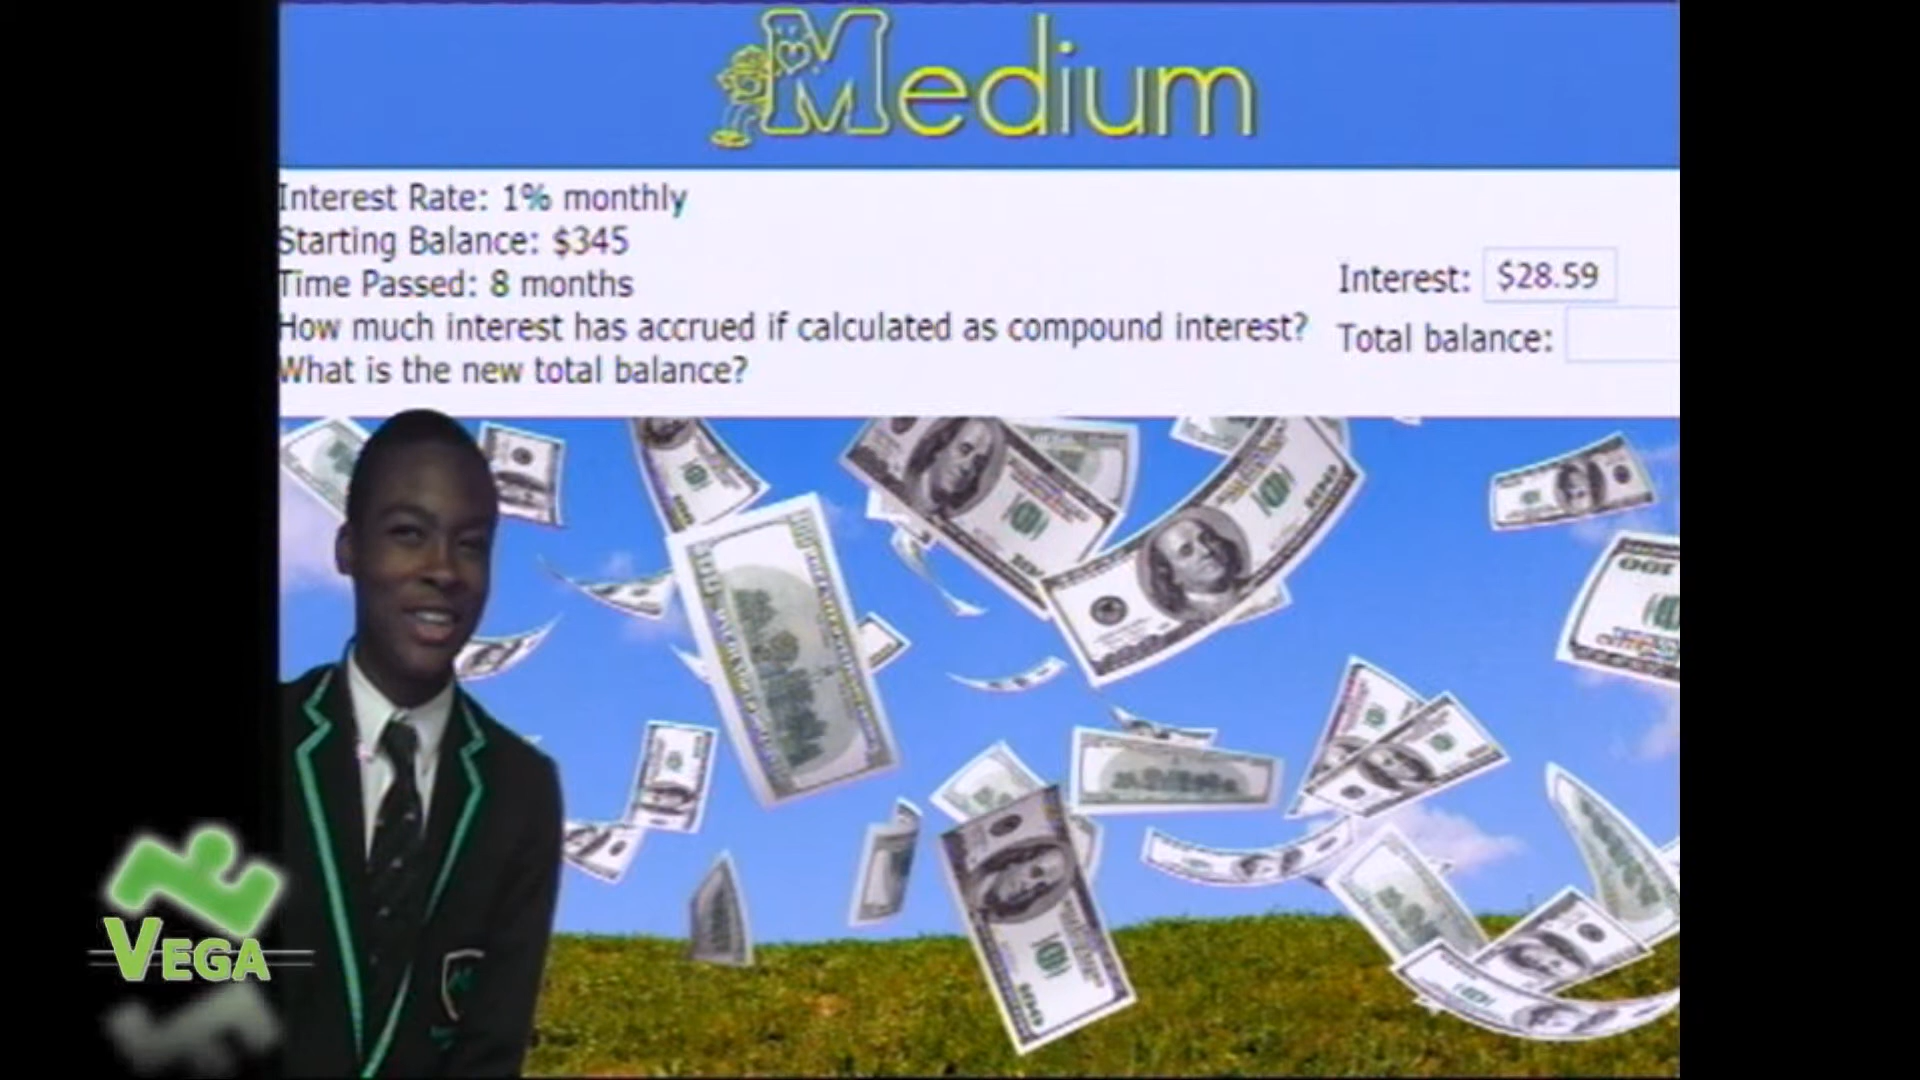 Medium
Interest Rate: 1% monthly
Starting Balance: $345
Time Passed: 8 months
How much interest has accrued if calculated as compound interest?
What is the new total balance?
Interest: $28.59
Total balance:
VEGA